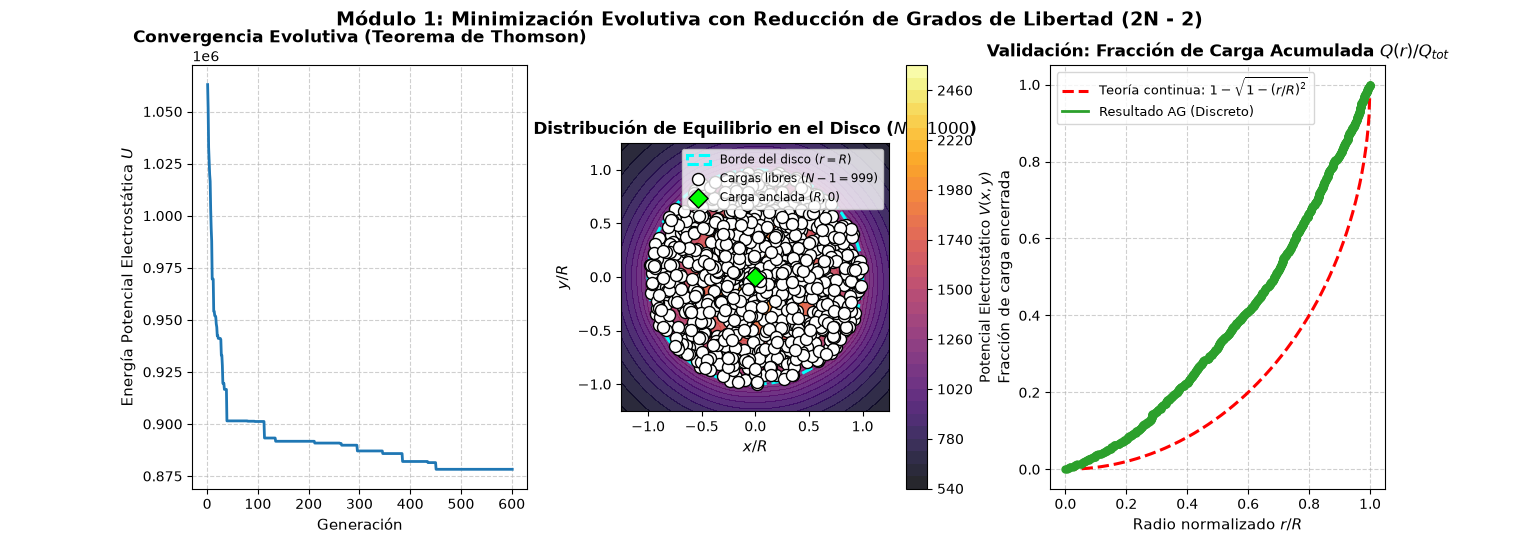 Módulo 1: Minimización Evolutiva con Reducción de Grados de Libertad (2N - 2)
Convergencia Evolutiva (Teorema de Thomson)
1e6
1.050
1.025
1.000
0.975
0.950
0.925
0.900
0.875
Energía Potencial Electrostática U
0 100 200 300 400 500 600
Generación
Distribución de Equilibrio en el Disco (N 1000)
Borde del disco (r = R)
Cargas libres (N − 1 = 999)
Carga anclada (R, 0)
1.0
0.5
0.0
−0.5
−1.0
y/R
−1.0 −0.5 0.0 0.5 1.0
x/R
2460
2220
1980
1740
1500
1260
1020
780
540
Potencial Electrostático V(x, y)
Validación: Fracción de Carga Acumulada Q(r)/Q_tot
Teoría continua: 1 − √1 − (r/R)²
Resultado AG (Discreto)
1.0
0.8
0.6
0.4
0.2
0.0
Fracción de carga encerrada
0.0 0.2 0.4 0.6 0.8 1.0
Radio normalizado r/R